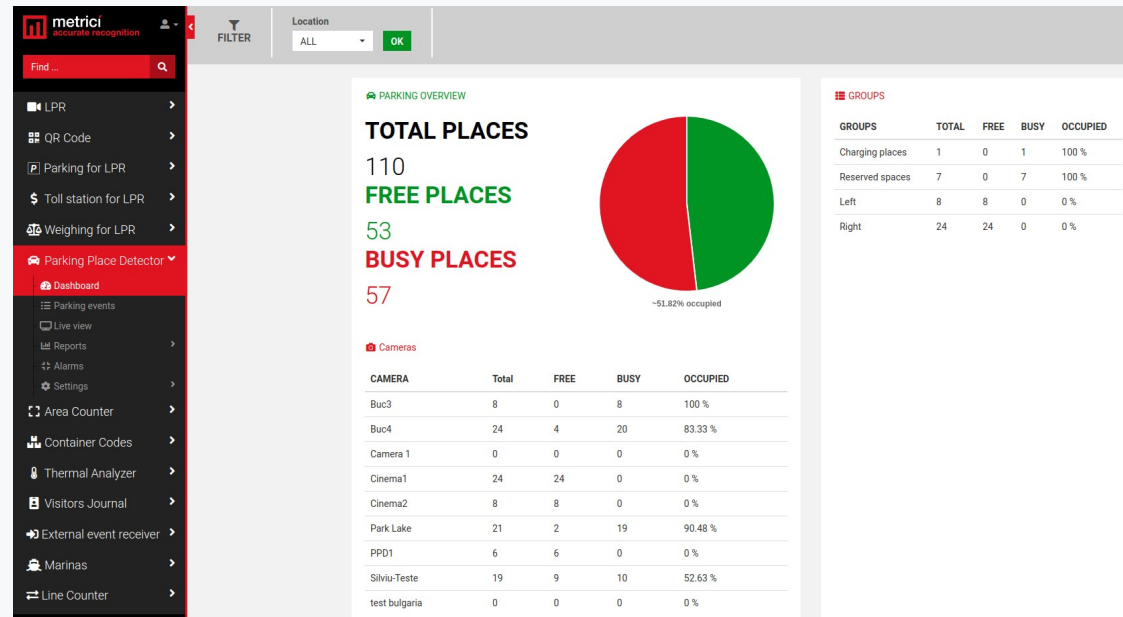 metrici
accurate recognition
Find ...
LPR
QR Code
Parking for LPR
Toll station for LPR
Weighing for LPR
Parking Place Detector
Dashboard
Parking events
Live view
Reports
Alarms
Settings
Area Counter
Container Codes
Thermal Analyzer
Visitors Journal
External event receiver
Marinas
Line Counter
FILTER
Location
ALL
OK
PARKING OVERVIEW
TOTAL PLACES
110
FREE PLACES
53
BUSY PLACES
57
~51.82% occupied
Cameras
CAMERA Total FREE BUSY OCCUPIED
Buc3 8 0 8 100 %
Buc4 24 4 20 83.33 %
Camera 1 0 0 0 0 %
Cinema1 24 24 0 0 %
Cinema2 8 8 0 0 %
Park Lake 21 2 19 90.48 %
PPD1 6 6 0 0 %
Silviu-Teste 19 9 10 52.63 %
test bulgaria 0 0 0 0 %
GROUPS
GROUPS TOTAL FREE BUSY OCCUPIED
Charging places 1 0 1 100 %
Reserved spaces 7 0 7 100 %
Left 8 8 0 0 %
Right 24 24 0 0 %